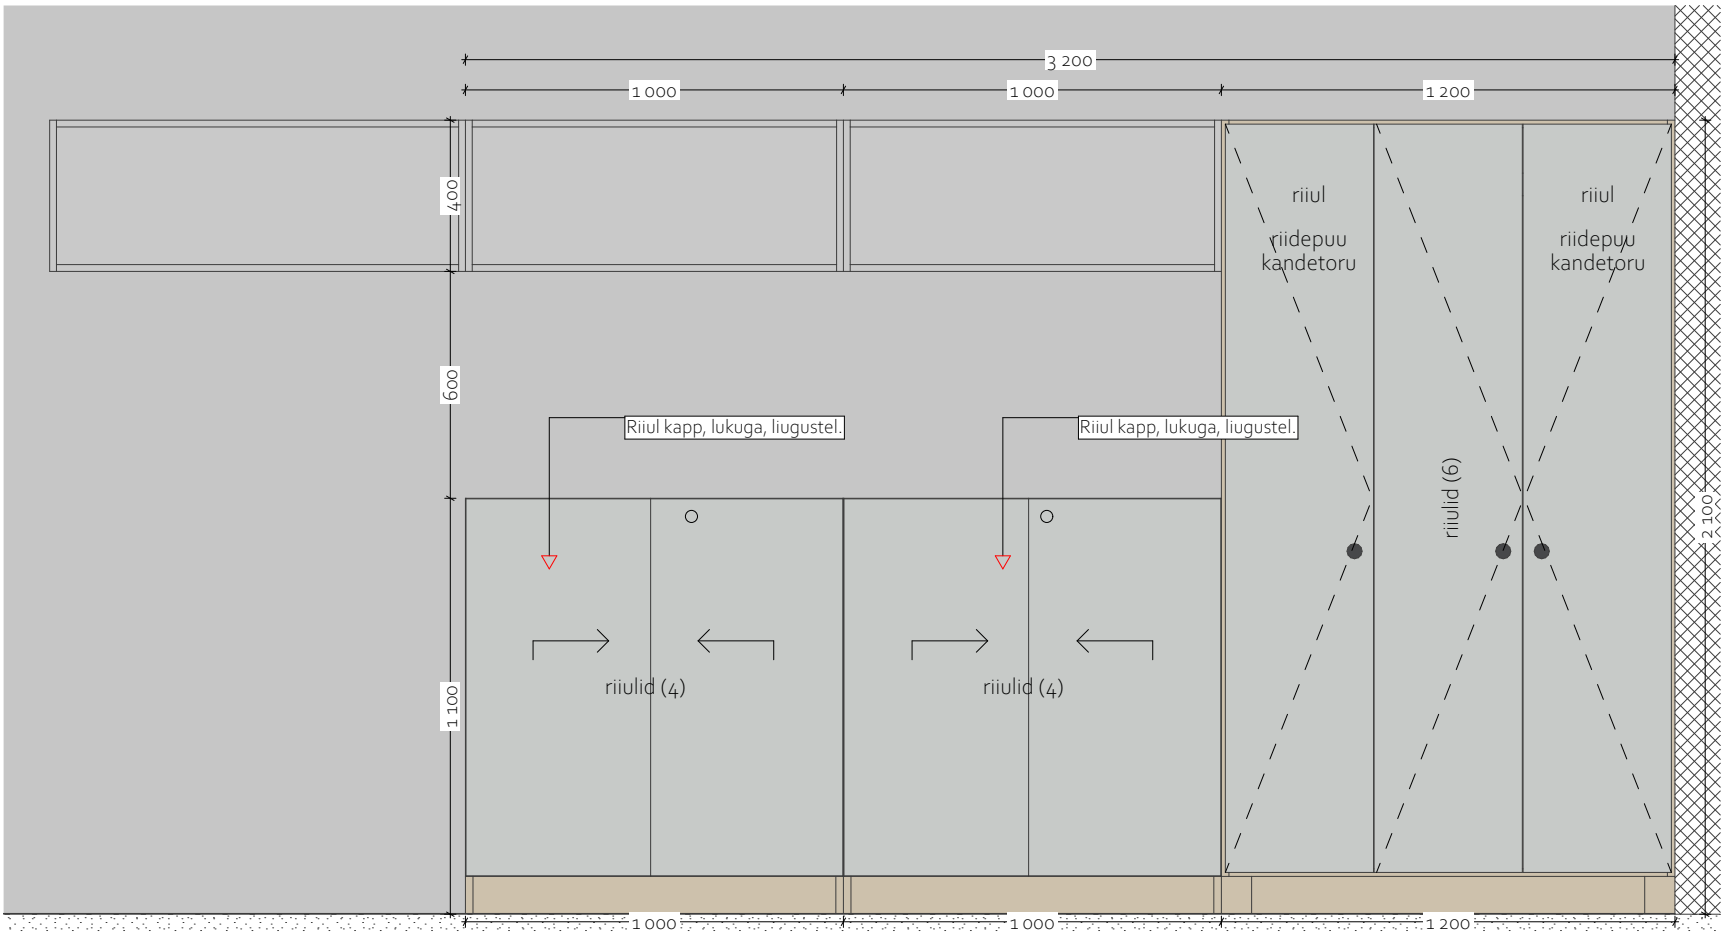 3 200
1 000
1 000
1 200
400
riiul
riidepuu
kandetoru
riiul
riidepuu
kandetoru
600
Riiul kapp, lukuga, liugustel.
Riiul kapp, lukuga, liugustel.
riiulid (6)
2 100
riiulid (4)
riiulid (4)
1 100
1 000
1 000
1 200